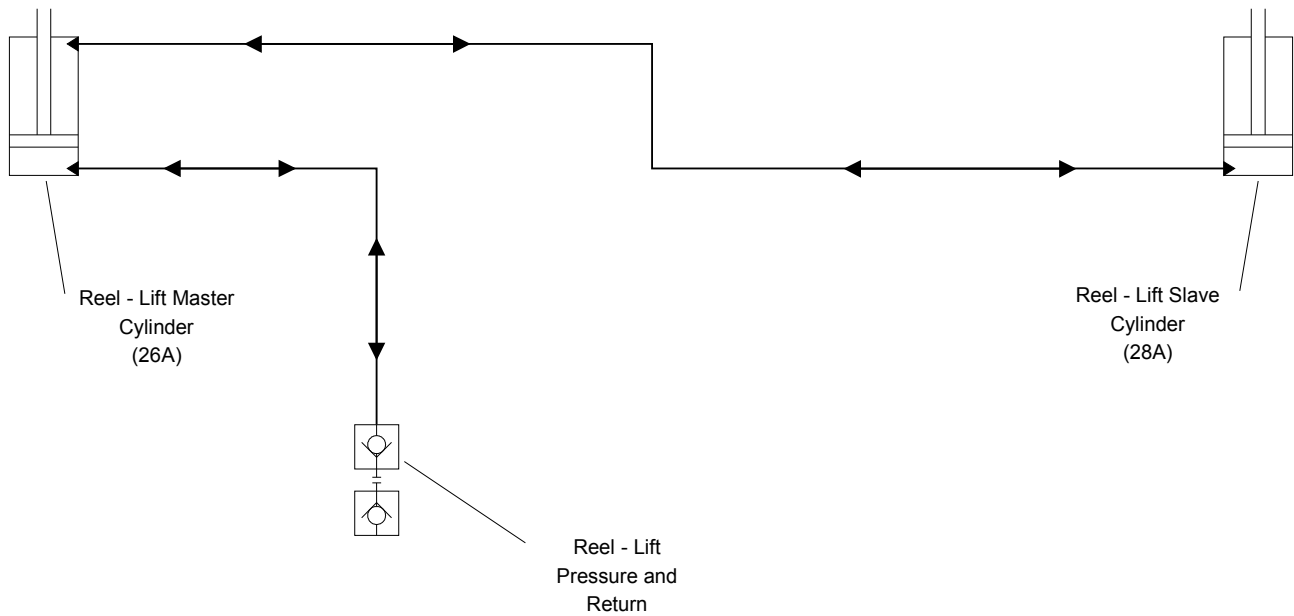 Reel - Lift Master
Cylinder
(26A)
Reel - Lift Slave
Cylinder
(28A)
Reel - Lift
Pressure and
Return